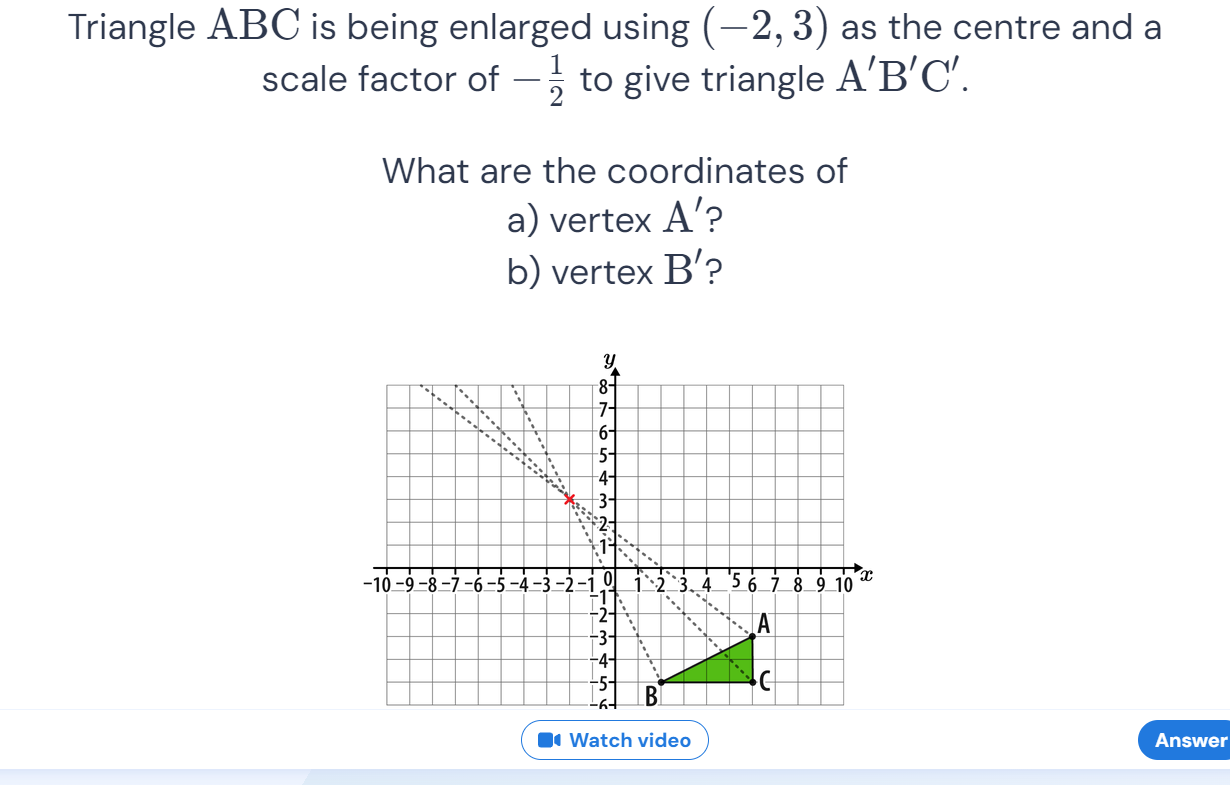 Triangle ABC is being enlarged using (−2, 3) as the centre and a
scale factor of −1/2 to give triangle A′B′C′.
What are the coordinates of
a) vertex A′?
b) vertex B′?
y
8
7
6
5
4
3
2
1
−10 −9 −8 −7 −6 −5 −4 −3 −2 −1 0 1 2 3 4 5 6 7 8 9 10 x
−1
−2
A
−3
−4
−5
C
B
−6
Watch video
Answer